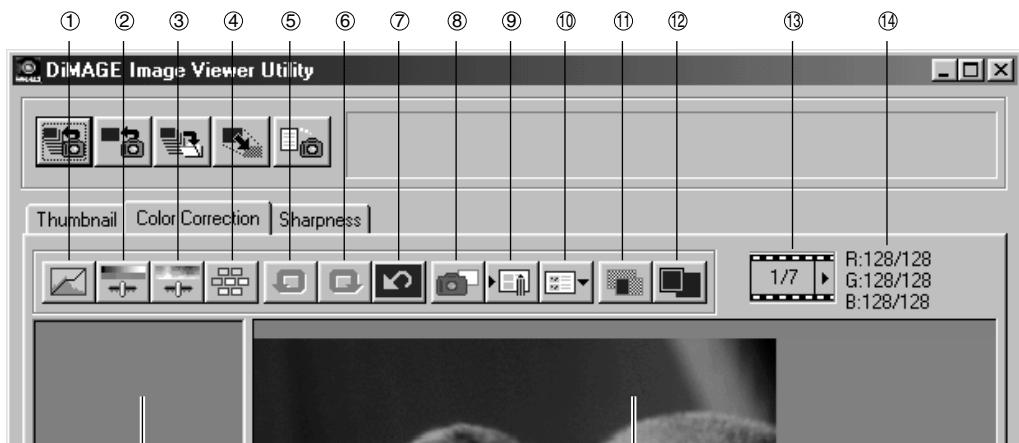 ① ② ③ ④ ⑤ ⑥ ⑦ ⑧ ⑨ ⑩ ⑪ ⑫ ⑬ ⑭
DiMAGE Image Viewer Utility
Thumbnail Color Correction Sharpness
1/7
R:128/128
G:128/128
B:128/128